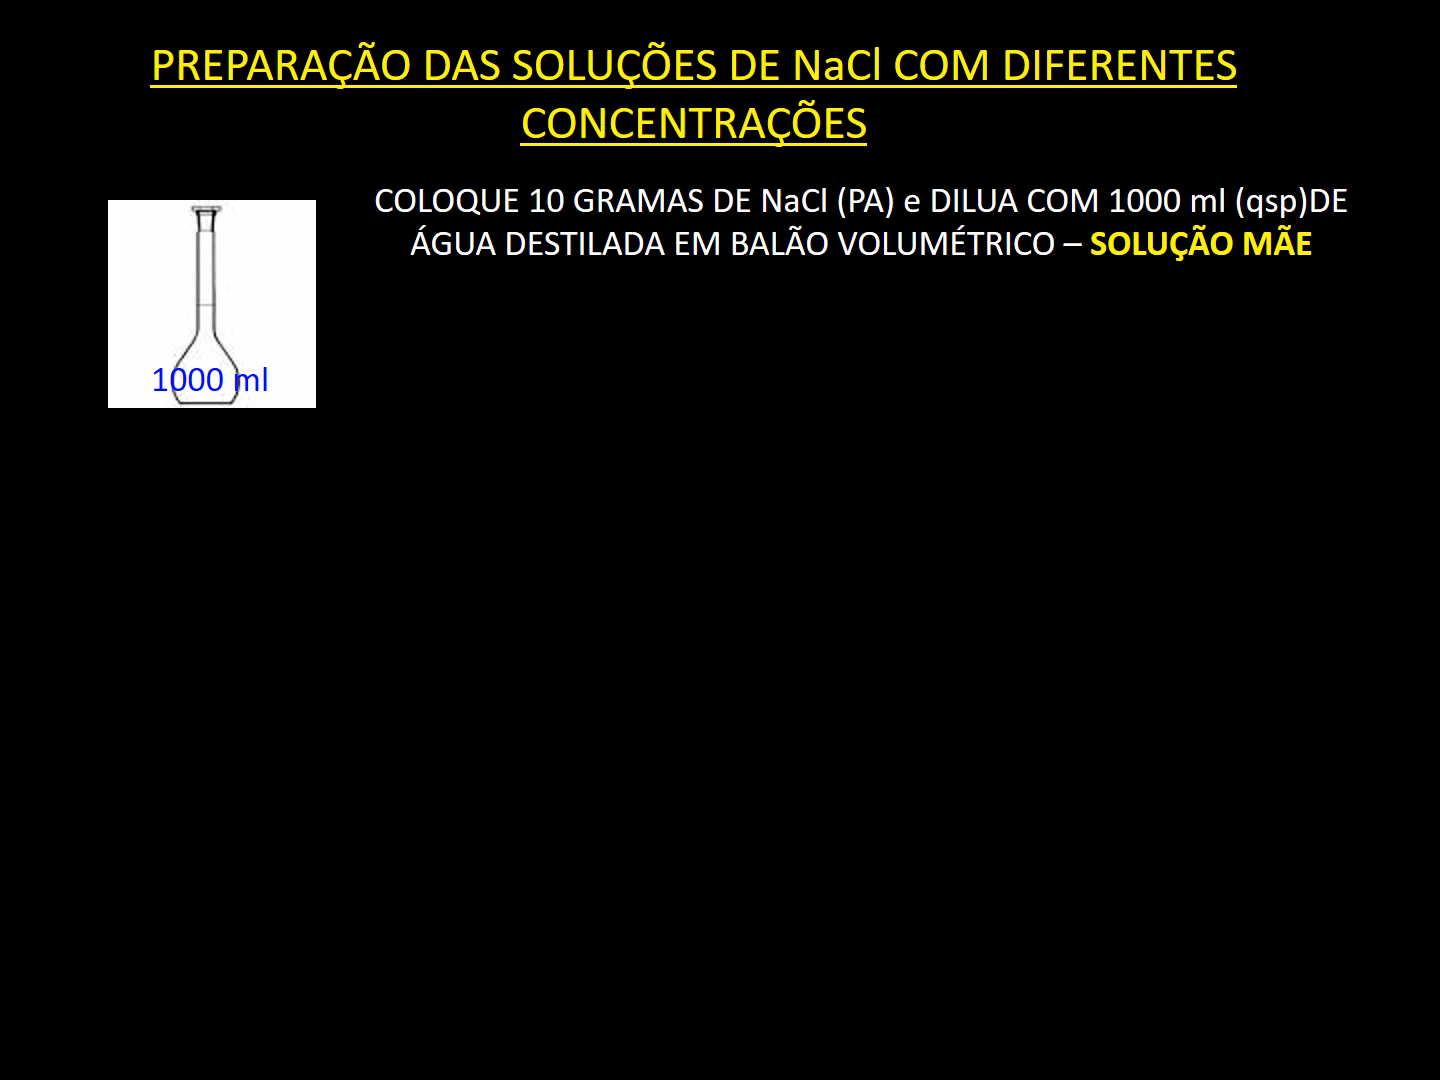 PREPARAÇÃO DAS SOLUÇÕES DE NaCl COM DIFERENTES
CONCENTRAÇÕES
COLOQUE 10 GRAMAS DE NaCl (PA) e DILUA COM 1000 ml (qsp)DE
ÁGUA DESTILADA EM BALÃO VOLUMÉTRICO – SOLUÇÃO MÃE
1000 ml